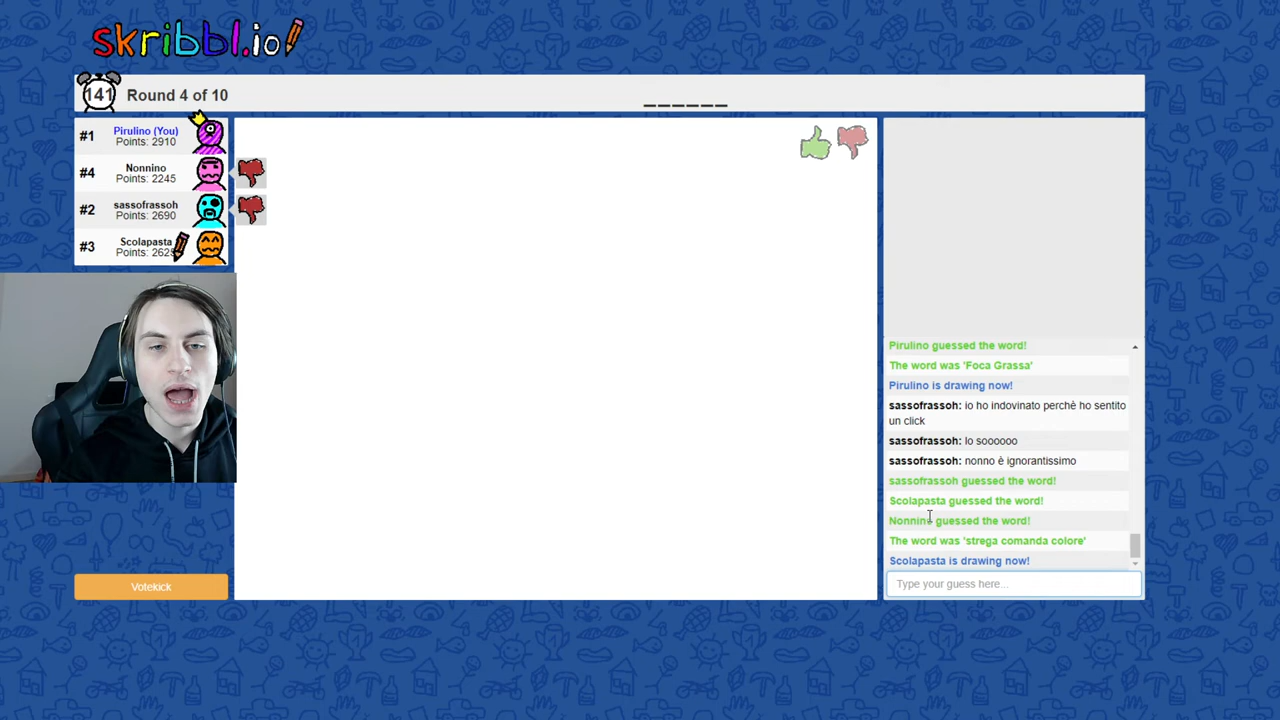 skribbl.io
141
Round 4 of 10
______
#1
Pirulino (You)
Points: 2910
#4
Nonnino
Points: 2245
#2
sassofrassoh
Points: 2690
#3
Scolapasta
Points: 262
Votekick
Pirulino guessed the word!
The word was 'Foca Grassa'
Pirulino is drawing now!
sassofrassoh: io ho indovinato perchè ho sentito
un click
sassofrassoh: lo soooooo
sassofrassoh: nonno è ignorantissimo
sassofrassoh guessed the word!
Scolapasta guessed the word!
Nonnino guessed the word!
The word was 'strega comanda colore'
Scolapasta is drawing now!
Type your guess here...